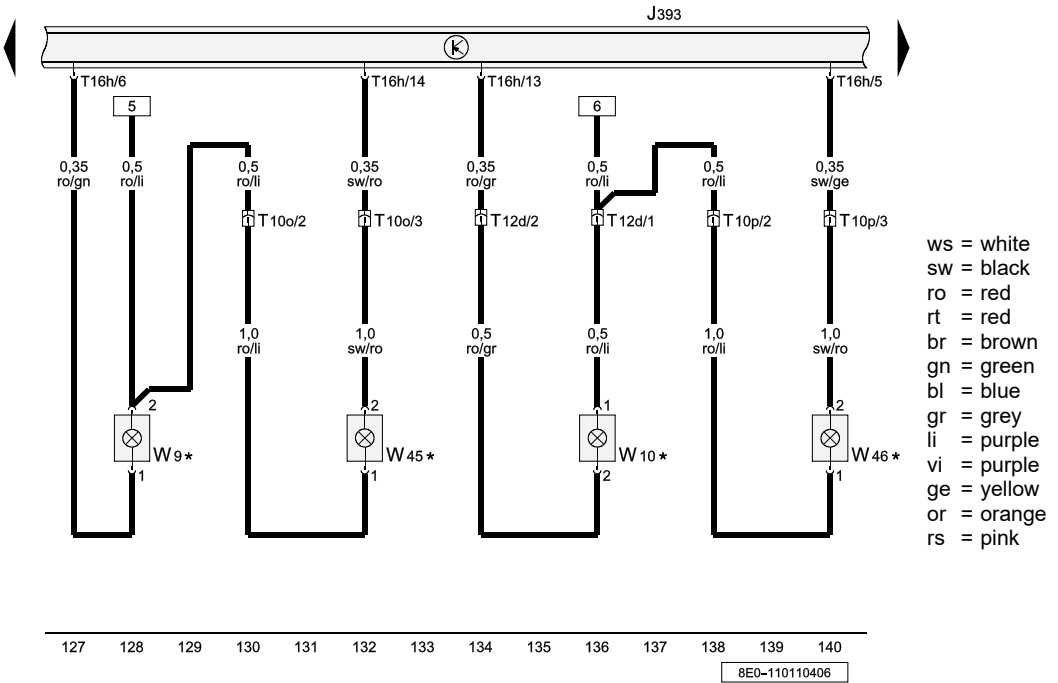 J393
T16h/6
T16h/14
T16h/13
T16h/5
5
6
0,35
ro/gn
0,5
ro/li
0,5
ro/li
0,35
sw/ro
0,35
ro/gr
0,5
ro/li
0,5
ro/li
0,35
sw/ge
T10o/2
T10o/3
T12d/2
T12d/1
T10p/2
T10p/3
1,0
ro/li
1,0
sw/ro
0,5
ro/gr
0,5
ro/li
1,0
ro/li
1,0
sw/ro
2
2
1
2
W9*
W45*
W10*
W46*
1
1
2
1
ws = white
sw = black
ro = red
rt = red
br = brown
gn = green
bl = blue
gr = grey
li = purple
vi = purple
ge = yellow
or = orange
rs = pink
127 128 129 130 131 132 133 134 135 136 137 138 139 140
8E0-110110406